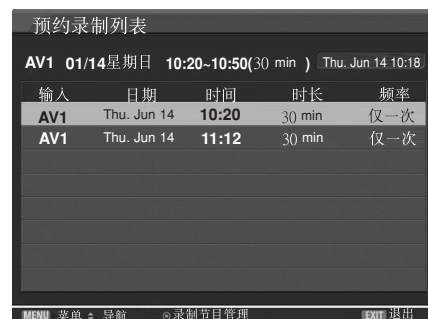 预约录制列表
AV1 01/14星期日 10:20~10:50(30 min ) Thu. Jun 14 10:18
输入 日期 时间 时长 频率
AV1 Thu. Jun 14 10:20 30 min 仅一次
AV1 Thu. Jun 14 11:12 30 min 仅一次
MENU 菜单 导航 录制节目管理 EXIT 退出